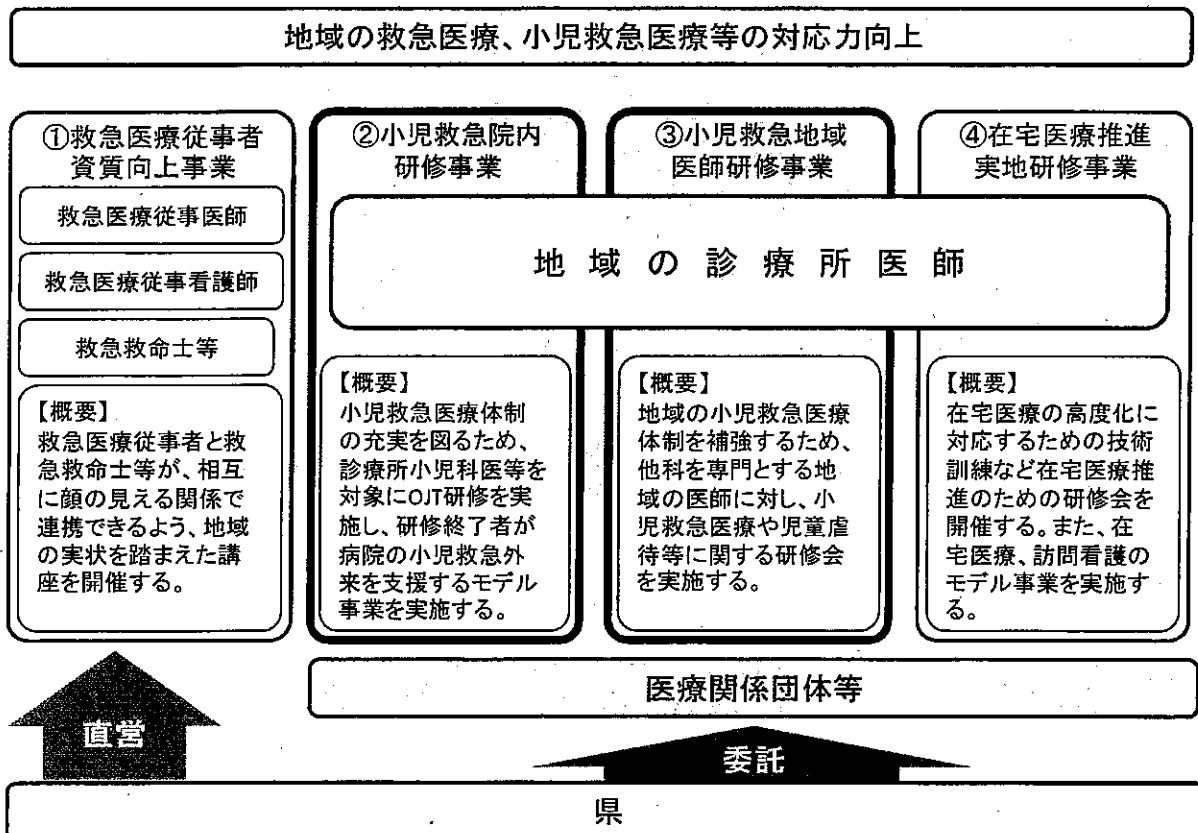 地域の救急医療、小児救急医療等の対応力向上
①救急医療従事者
資質向上事業
救急医療従事医師
救急医療従事看護師
救急救命士等
【概要】
救急医療従事者と救
急救命士等が、相互
に顔の見える関係で
連携できるよう、地域
の実状を踏まえた講
座を開催する。
②小児救急院内
研修事業
③小児救急地域
医師研修事業
④在宅医療推進
実地研修事業
地域の診療所医師
【概要】
小児救急医療体制
の充実を図るため、
診療所小児科医等を
対象にOJT研修を実
施し、研修終了者が
病院の小児救急外
来を支援するモデル
事業を実施する。
【概要】
地域の小児救急医療
体制を補強するため、
他科を専門とする地
域の医師に対し、小
児救急医療や児童虐
待等に関する研修会
を実施する。
【概要】
在宅医療の高度化に
対応するための技術
訓練など在宅医療推
進のための研修会を
開催する。また、在
宅医療、訪問看護の
モデル事業を実施す
る。
医療関係団体等
直営
委託
県